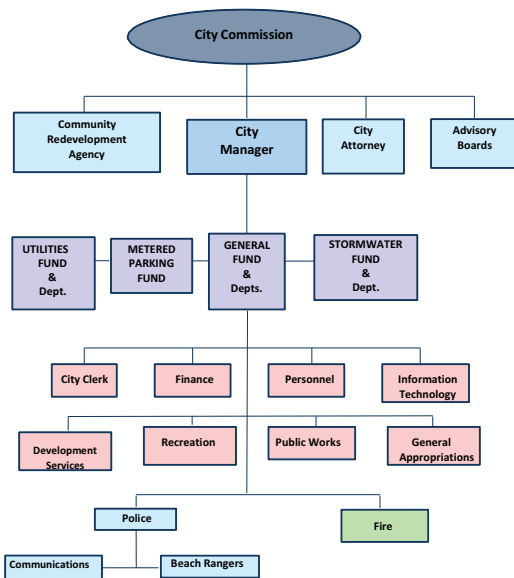 City Commission
Community
Redevelopment
Agency
City
Manager
City
Attorney
Advisory
Boards
UTILITIES
FUND
&
Dept.
METERED
PARKING
FUND
GENERAL
FUND
&
Depts.
STORMWATER
FUND
&
Dept.
City Clerk
Finance
Personnel
Information
Technology
Development
Services
Recreation
Public Works
General
Appropriations
Police
Fire
Communications
Beach Rangers